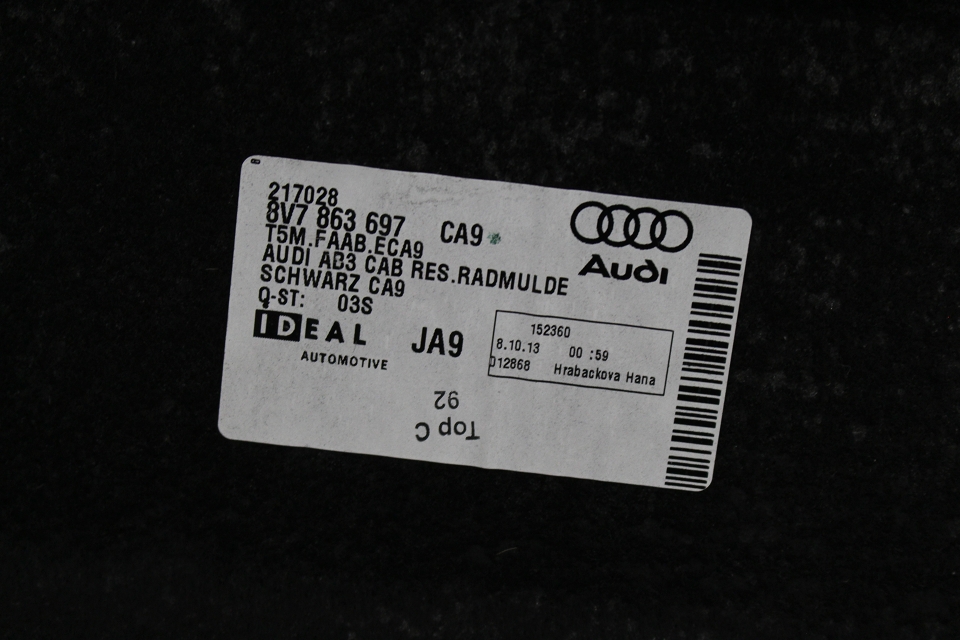 217028
8V7 863 697 CA9
T5M.FAAB.ECA9
AUDI AB3 CAB RES.RADMULDE
SCHWARZ CA9
Q-ST: 03S
IDEAL
AUTOMOTIVE
JA9
Audi
152360
8.10.13 00 :59
012868 Hrabackova Hana
Top C
92